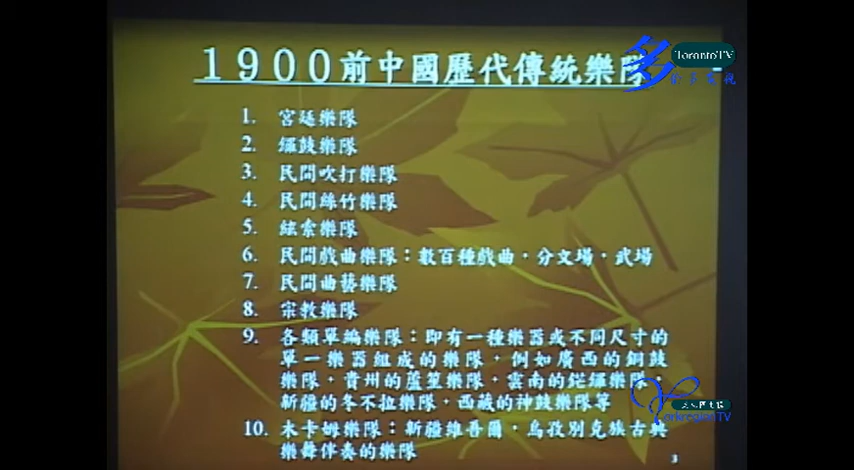 1900前中國歷代傳統樂隊
TorontoTV
1. 宮廷樂隊
2. 鑼鼓樂隊
3. 民間吹打樂隊
4. 民間絲竹樂隊
5. 絃索樂隊
6. 民間戲曲樂隊：數百種戲曲，分文場，武場
7. 民間曲藝樂隊
8. 宗教樂隊
9. 各類單編樂隊：即有一種樂器或不同尺寸的
單一樂器組成的樂隊，例如廣西的銅鼓
樂隊，貴州的蘆笙樂隊，雲南的鋩鑼樂隊，
新疆的冬不拉樂隊，西藏的神鼓樂隊等
10. 木卡姆樂隊：新疆維吾爾，烏孜別克族古典
樂舞伴奏的樂隊
YorkregionTV
3